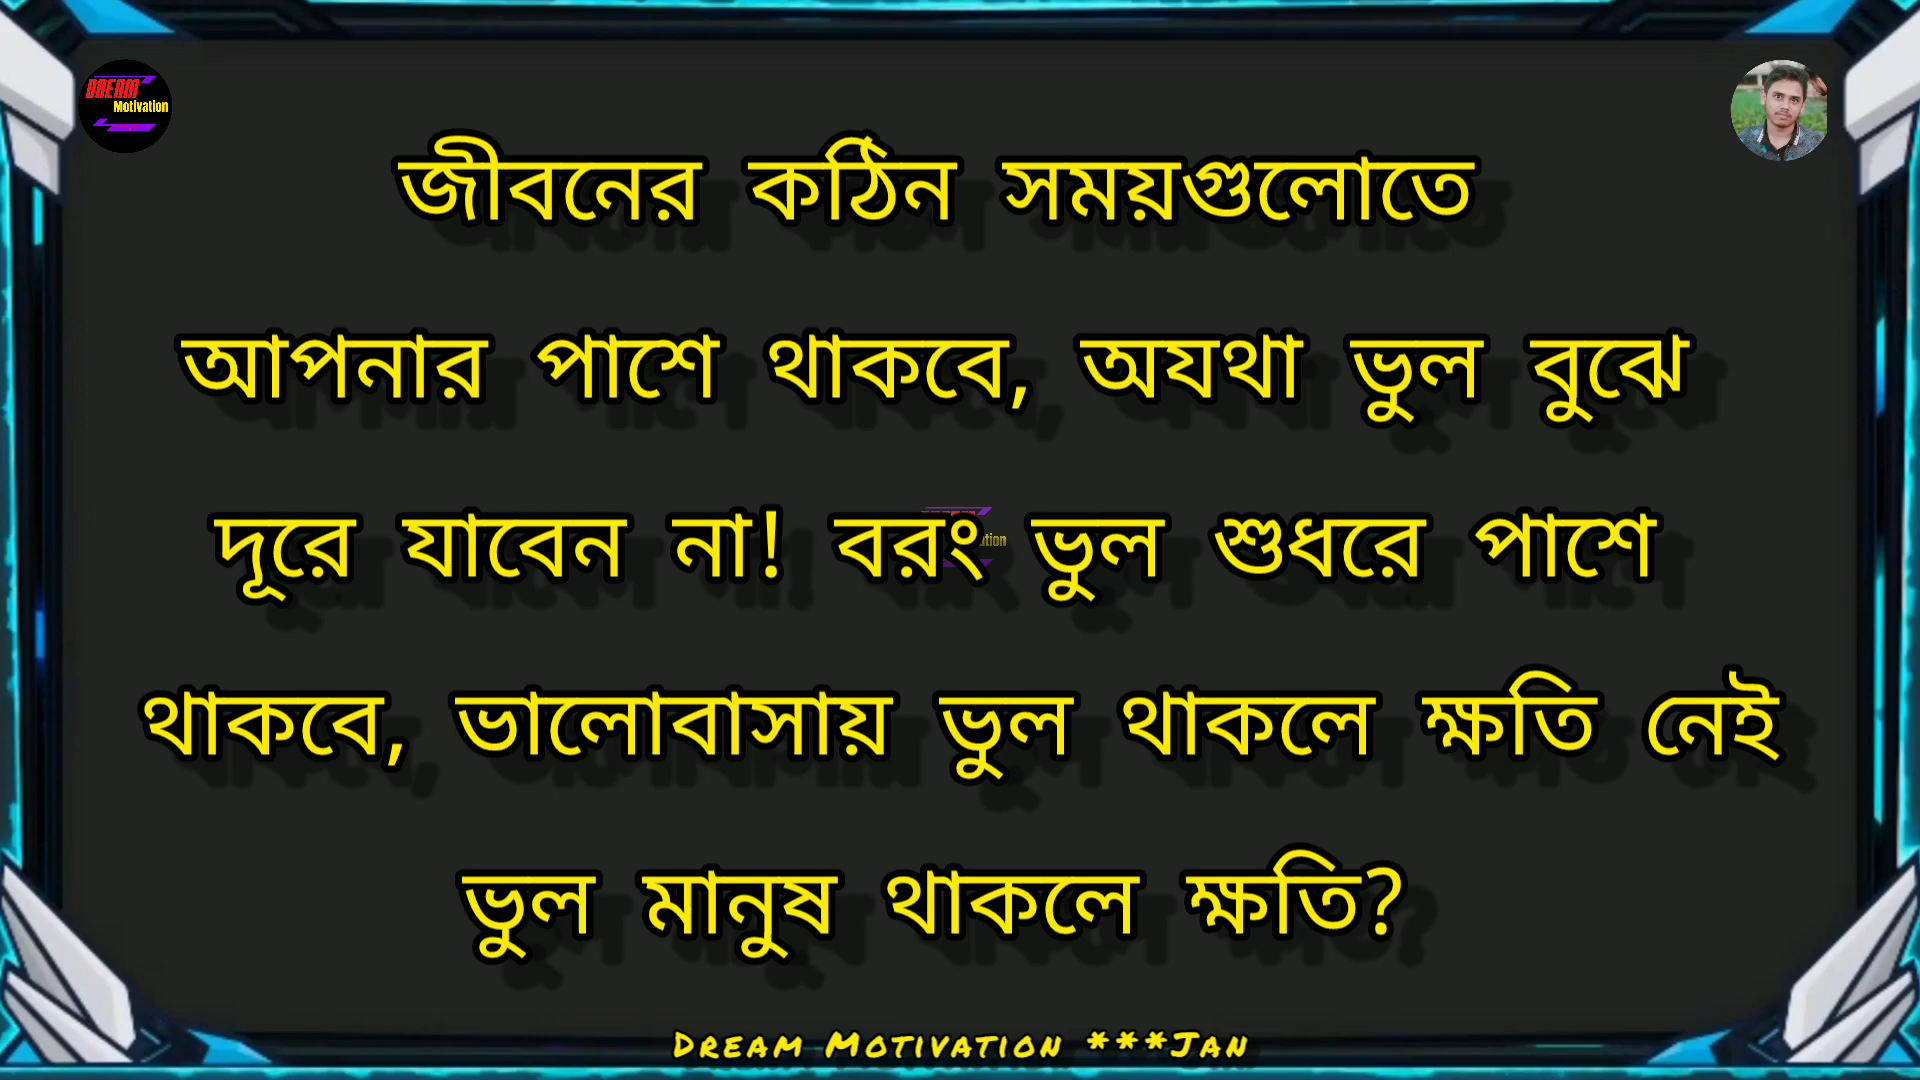 DREAM
Motivation
জীবনের কঠিন সময়গুলোতে
আপনার পাশে থাকবে, অযথা ভুল বুঝে
দূরে যাবেন না! বরং ভুল শুধরে পাশে
থাকবে, ভালোবাসায় ভুল থাকলে ক্ষতি নেই
ভুল মানুষ থাকলে ক্ষতি?
DREAM MOTIVATION ***JAN